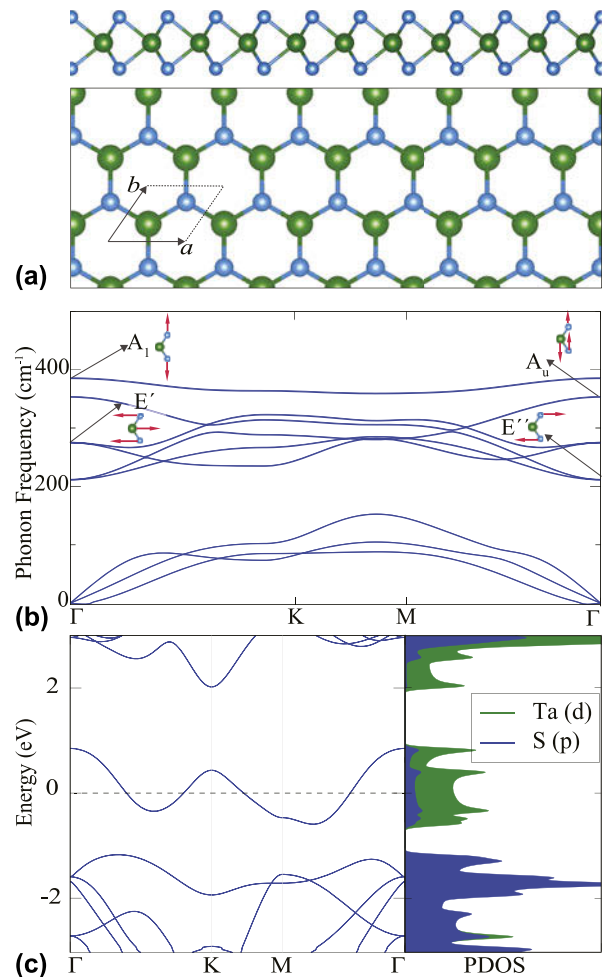 b
a
(a)
Phonon Frequency (cm⁻¹)
400
200
0
A₁
E′
Aᵤ
E′′
Γ
K
M
Γ
(b)
Energy (eV)
2
0
-2
Ta (d)
S (p)
Γ
K
M
Γ
PDOS
(c)